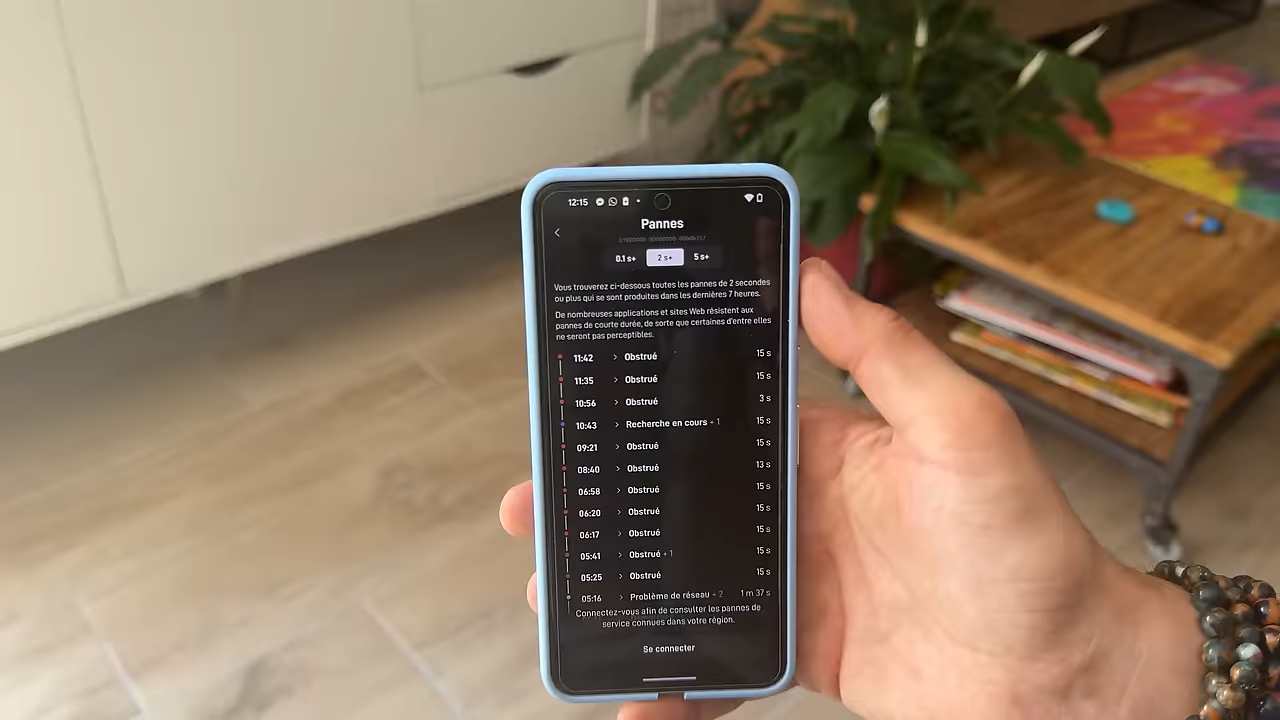 12:15
Pannes
0.1 s+ 2 s+ 5 s+
Vous trouverez ci-dessous toutes les pannes de 2 secondes
ou plus qui se sont produites dans les dernières 7 heures.
De nombreuses applications et sites Web résistent aux
pannes de courte durée, de sorte que certaines d'entre elles
ne seront pas perceptibles.
11:42 > Obstrué 15 s
11:35 > Obstrué 15 s
10:56 > Obstrué 3 s
10:43 > Recherche en cours + 1 15 s
09:21 > Obstrué 15 s
08:40 > Obstrué 13 s
06:58 > Obstrué 15 s
06:20 > Obstrué 15 s
06:17 > Obstrué 15 s
05:41 > Obstrué + 1 15 s
05:25 > Obstrué 15 s
05:16 > Problème de réseau + 2 1 m 37 s
Connectez-vous afin de consulter les pannes de
service connues dans votre région.
Se connecter